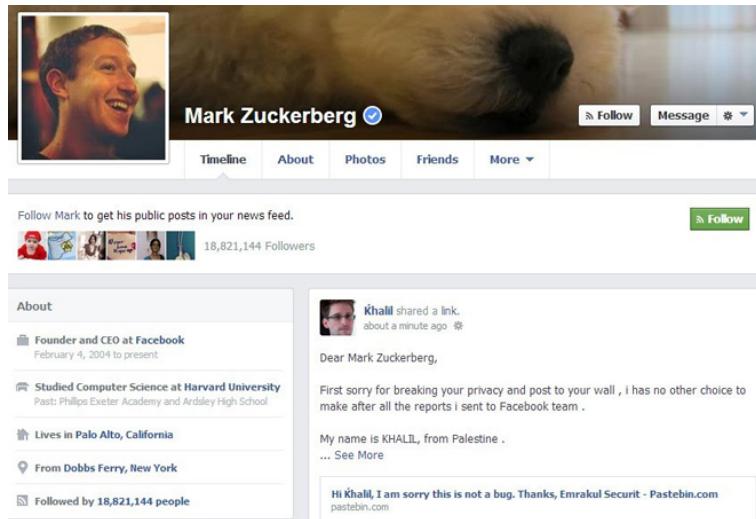 Mark Zuckerberg
Follow
Message
Timeline
About
Photos
Friends
More
Follow Mark to get his public posts in your news feed.
Follow
18,821,144 Followers
About
Founder and CEO at Facebook
February 4, 2004 to present
Studied Computer Science at Harvard University
Past: Phillips Exeter Academy and Ardsley High School
Lives in Palo Alto, California
From Dobbs Ferry, New York
Followed by 18,821,144 people
Ḱhalil shared a link.
about a minute ago
Dear Mark Zuckerberg,
First sorry for breaking your privacy and post to your wall , i has no other choice to
make after all the reports i sent to Facebook team .
My name is KHALIL, from Palestine .
... See More
Hi Ḱhalil, I am sorry this is not a bug. Thanks, Emrakul Securit - Pastebin.com
pastebin.com